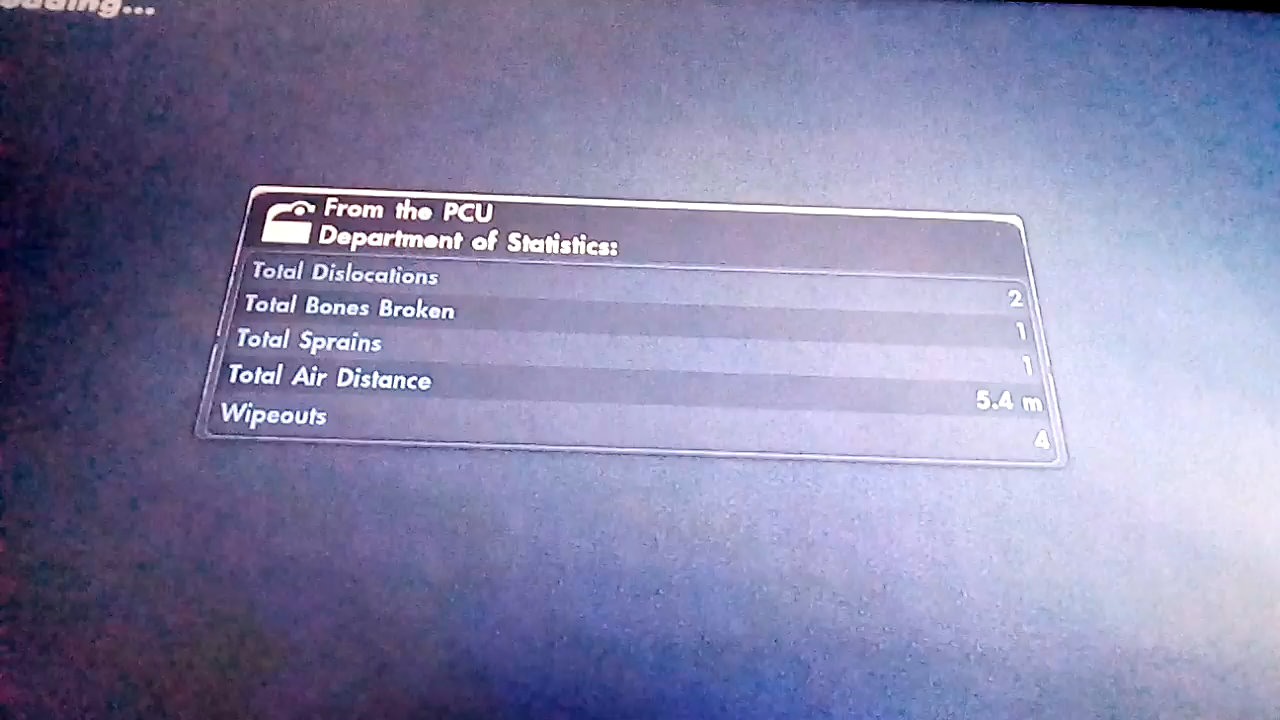 From the PCU
Department of Statistics:
Total Dislocations 2
Total Bones Broken 1
Total Sprains 1
Total Air Distance 5.4 m
Wipeouts 4